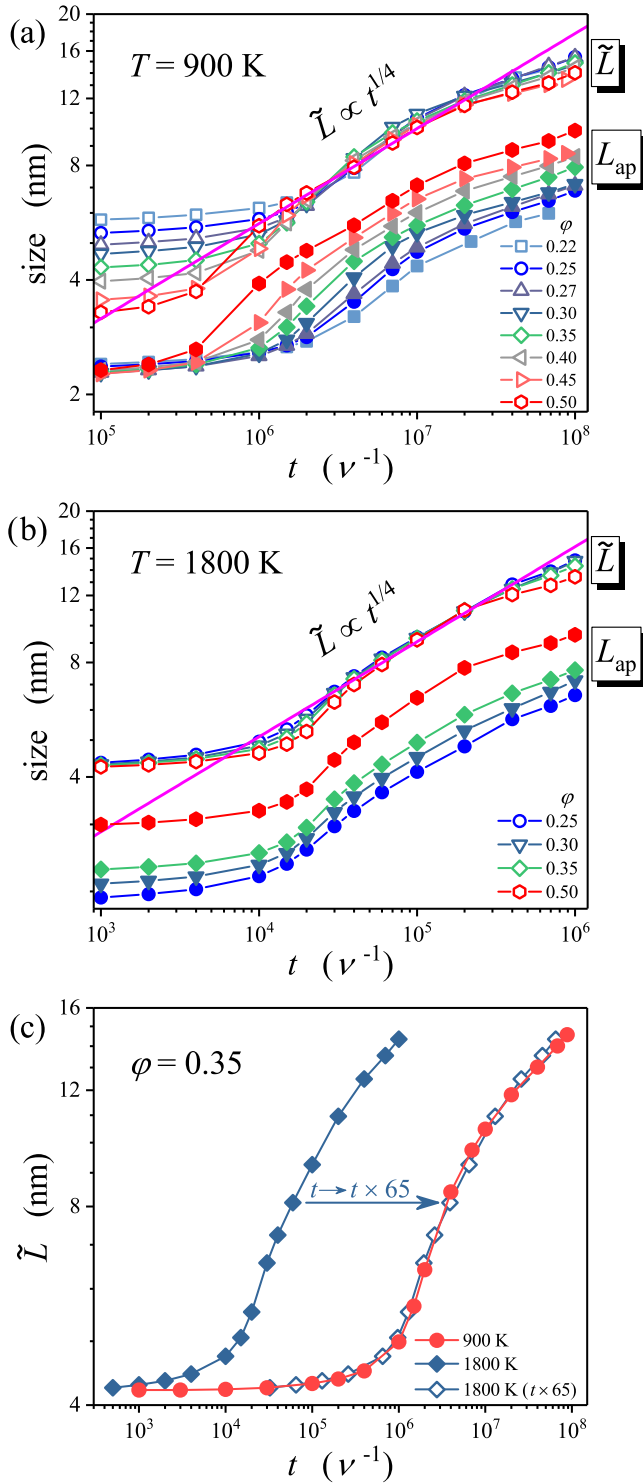 (a)
20
16
12
8
4
2
size (nm)
T = 900 K
L̃ ∝ t^1/4
L̃
L_ap
φ
0.22
0.25
0.27
0.30
0.35
0.40
0.45
0.50
10^5 10^6 10^7 10^8
t (ν^-1)
(b)
20
16
12
8
4
size (nm)
T = 1800 K
L̃ ∝ t^1/4
L̃
L_ap
φ
0.25
0.30
0.35
0.50
10^3 10^4 10^5 10^6
t (ν^-1)
(c)
16
12
8
4
L̃ (nm)
φ = 0.35
t → t × 65
900 K
1800 K
1800 K (t × 65)
10^3 10^4 10^5 10^6 10^7 10^8
t (ν^-1)